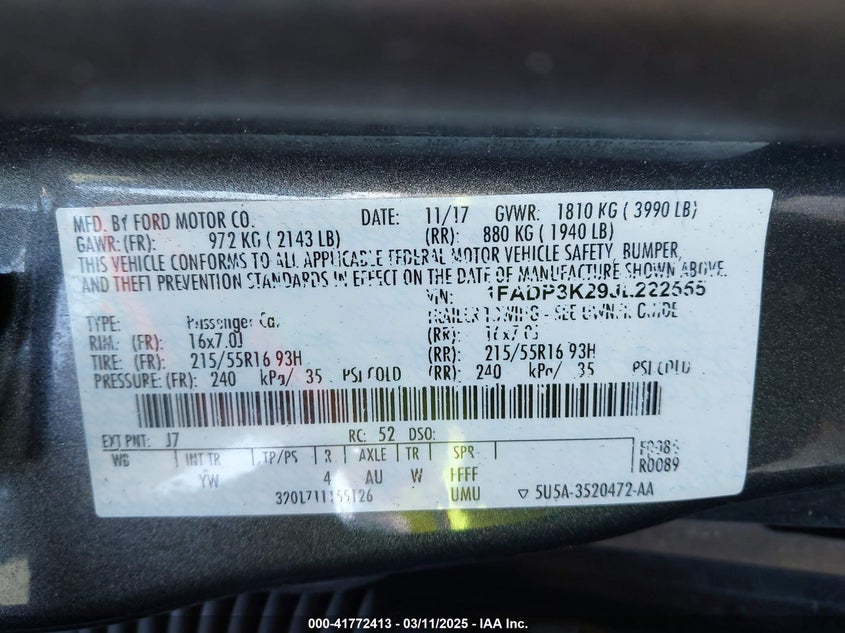 MFD. BY FORD MOTOR CO. DATE: 11/17 GVWR: 1810 KG ( 3990 LB)
GAWR: (FR): 972 KG ( 2143 LB) (RR): 880 KG ( 1940 LB)
THIS VEHICLE CONFORMS TO ALL APPLICABLE FEDERAL MOTOR VEHICLE SAFETY, BUMPER,
AND THEFT PREVENTION STANDARDS IN EFFECT ON THE DATE OF MANUFACTURE SHOWN ABOVE.
VIN: 1FADP3K29JL222555
TYPE: Passenger Car TRAILER TOWING - SEE OWNER GUIDE
RIM: (FR): 16x7.0J (RR): 16x7.0J
TIRE: (FR): 215/55R16 93H (RR): 215/55R16 93H
PRESSURE: (FR): 240 kPa/ 35 PSI COLD (RR): 240 kPa/ 35 PSI COLD
EXT PNT: J7 RC: 52 DSO:
WB INT TR TP/PS R AXLE TR SPR
YW 4 AU W FFFF
R0089
UMU 5U5A-3520472-AA
000-41772413 - 03/11/2025 - IAA Inc.